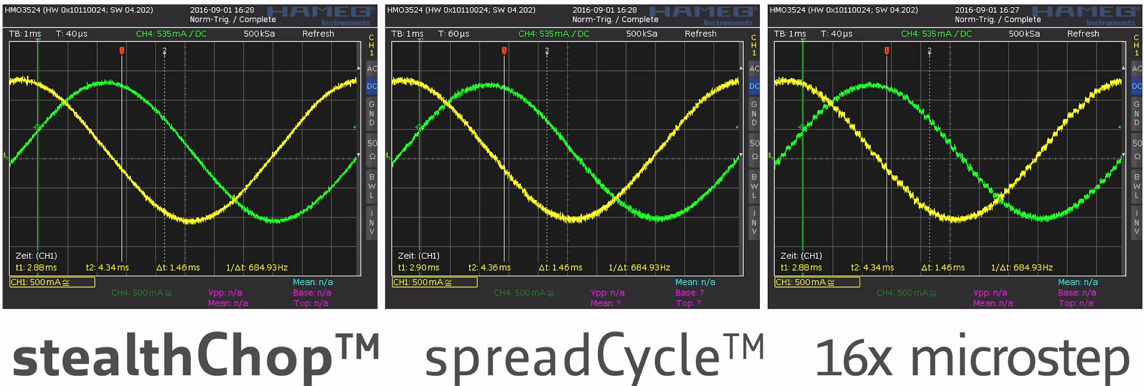 HMO3524 (HW 0x10110024; SW 04.202)
2016-09-01 16:28
HAMEG
Norm-Trig. / Complete
Instruments
TB: 1ms
T: 40µs
CH4: 535mA / DC
500kSa
Refresh
CH1
AC
DC
GND
50Ω
BWL
INV
1
2
Zeit: (CH1)
t1: 2.88ms
t2: 4.34ms
Δt: 1.46ms
1/Δt: 684.93Hz
CH1: 500mA ≅
CH4: 500mA ≅
Mean: n/a
Vpp: n/a
Base: n/a
Mean: n/a
Top: n/a
stealthChop™
HMO3524 (HW 0x10110024; SW 04.202)
2016-09-01 16:28
HAMEG
Norm-Trig. / Complete
Instruments
TB: 1ms
T: 60µs
CH4: 535mA / DC
500kSa
Refresh
CH1
AC
DC
GND
50Ω
BWL
INV
2
Zeit: (CH1)
t1: 2.90ms
t2: 4.36ms
Δt: 1.46ms
1/Δt: 684.93Hz
CH1: 500mA ≅
CH4: 500mA ≅
Mean: n/a
Vpp: n/a
Base: ?
Mean: ?
Top: ?
spreadCycle™
HMO3524 (HW 0x10110024; SW 04.202)
2016-09-01 16:27
HAMEG
Norm-Trig. / Complete
Instruments
TB: 1ms
T: 40µs
CH4: 535mA / DC
500kSa
Refresh
CH1
AC
DC
GND
50Ω
BWL
INV
2
Zeit: (CH1)
t1: 2.88ms
t2: 4.34ms
Δt: 1.46ms
1/Δt: 684.93Hz
CH1: 500mA ≅
CH4: 500mA ≅
Mean: n/a
Vpp: n/a
Base: n/a
Mean: n/a
Top: n/a
16x microstep